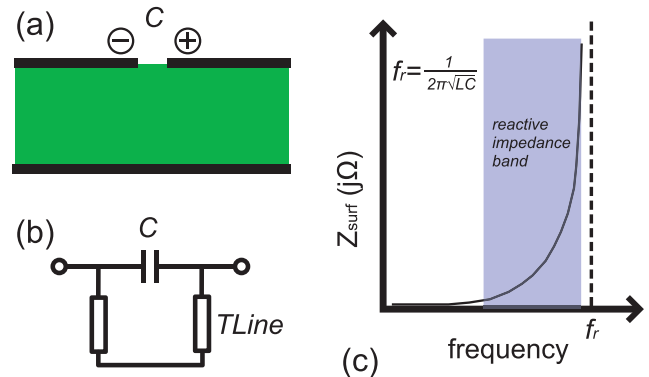 (a)
C
⊖ ⊕
(b)
C
TLine
f_r = 1 / 2π√LC
reactive
impedance
band
Z_surf (jΩ)
f_r
frequency
(c)